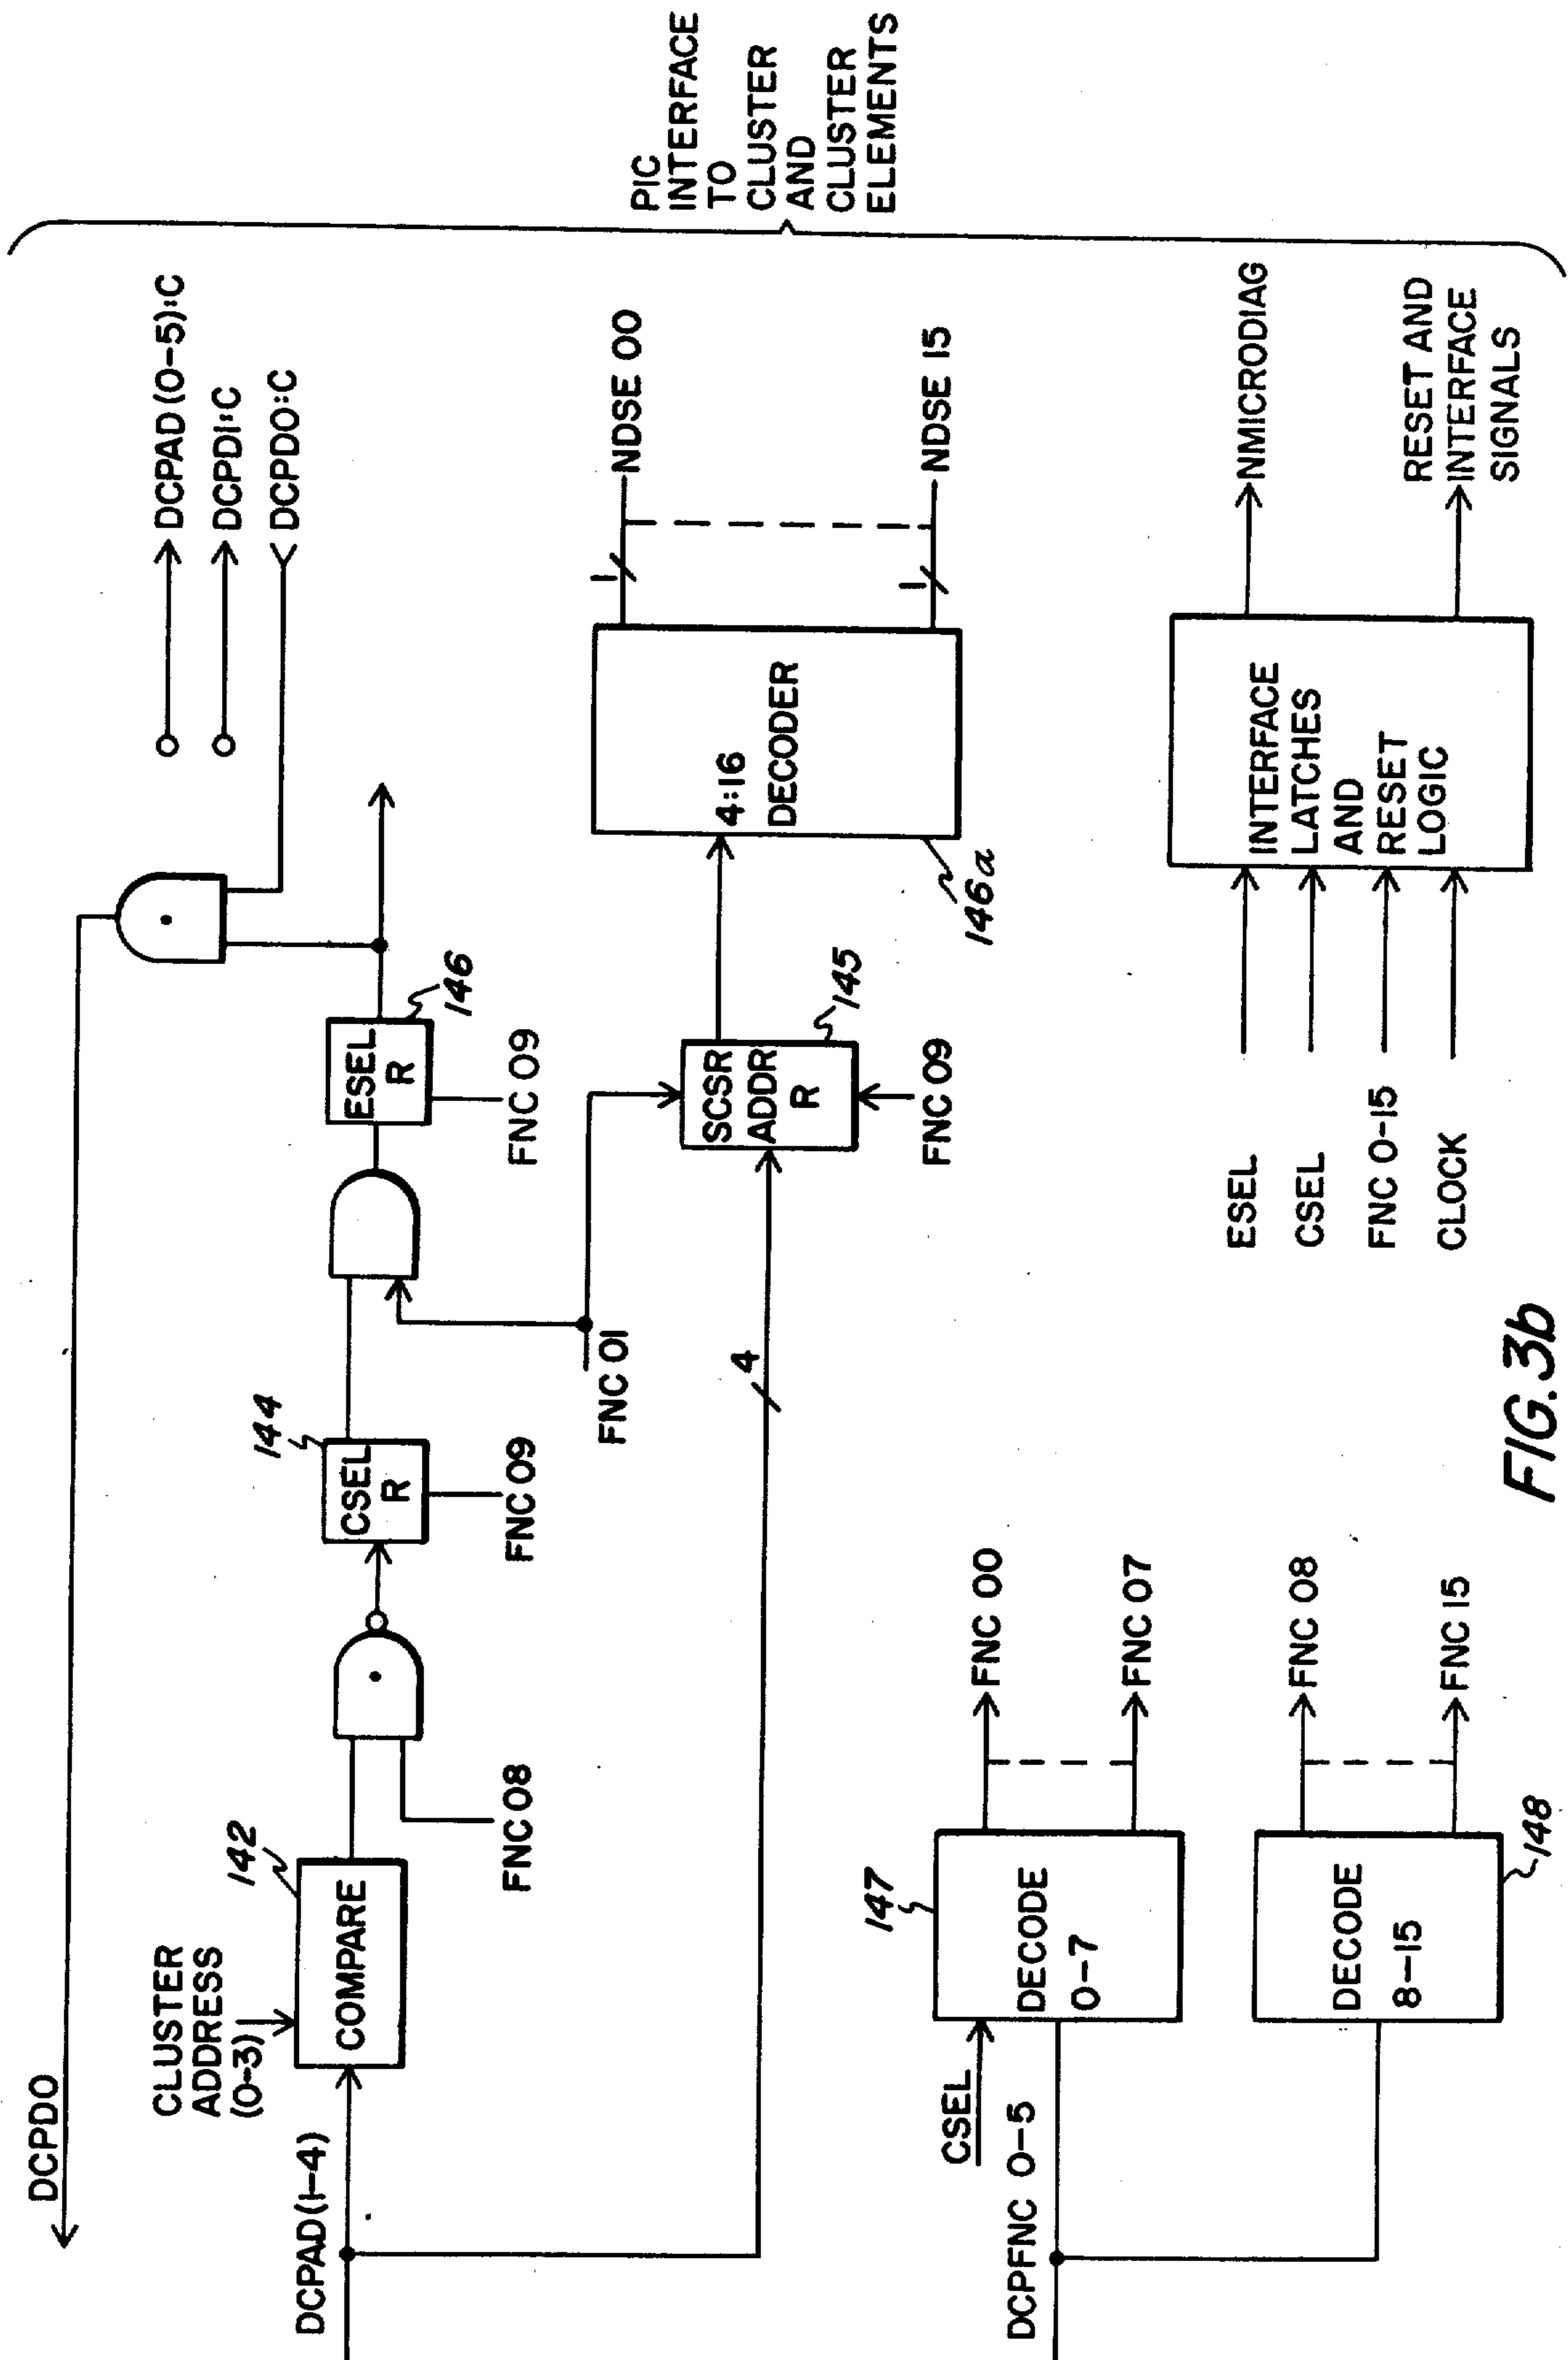 DCPDO
CLUSTER
ADDRESS
(0-3)
142
COMPARE
DCPAD(1-4)
FNC 08
144
CSEL
R
FNC 09
FNC 01
4
146
ESEL
R
FNC 09
SCSR
ADDR
R
145
FNC 09
4:16
DECODER
146a
1
NDSE 00
1
NDSE 15
DCPAD(0-5):C
DCPDI:C
DCPDO:C
PIC
INTERFACE
TO
CLUSTER
AND
CLUSTER
ELEMENTS
CSEL
DCPFNC 0-5
147
DECODE
0-7
FNC 00
FNC 07
DECODE
8-15
148
FNC 08
FNC 15
ESEL
CSEL
FNC 0-15
CLOCK
INTERFACE
LATCHES
AND
RESET
LOGIC
NMICRODIAG
RESET AND
INTERFACE
SIGNALS
FIG. 3b